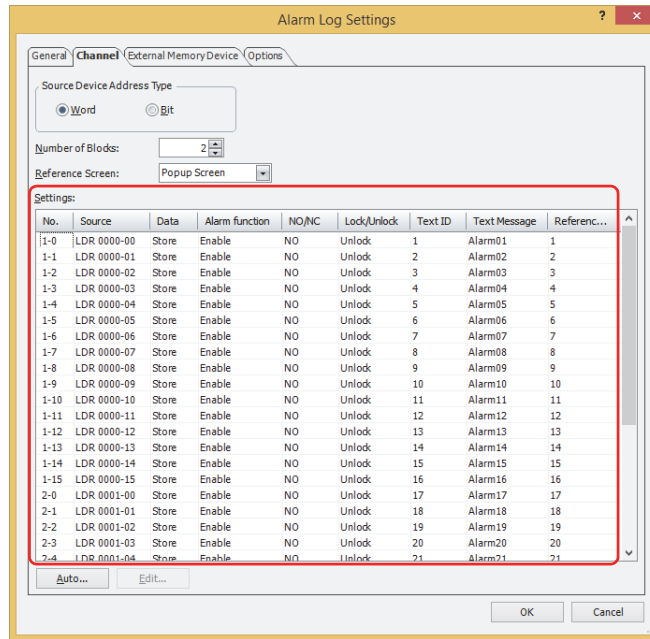 Alarm Log Settings
? ×
General Channel External Memory Device Options
Source Device Address Type
Word Bit
Number of Blocks: 2
Reference Screen: Popup Screen
Settings:
No. Source Data Alarm function NO/NC Lock/Unlock Text ID Text Message Referenc...
1-0 LDR 0000-00 Store Enable NO Unlock 1 Alarm01 1
1-1 LDR 0000-01 Store Enable NO Unlock 2 Alarm02 2
1-2 LDR 0000-02 Store Enable NO Unlock 3 Alarm03 3
1-3 LDR 0000-03 Store Enable NO Unlock 4 Alarm04 4
1-4 LDR 0000-04 Store Enable NO Unlock 5 Alarm05 5
1-5 LDR 0000-05 Store Enable NO Unlock 6 Alarm06 6
1-6 LDR 0000-06 Store Enable NO Unlock 7 Alarm07 7
1-7 LDR 0000-07 Store Enable NO Unlock 8 Alarm08 8
1-8 LDR 0000-08 Store Enable NO Unlock 9 Alarm09 9
1-9 LDR 0000-09 Store Enable NO Unlock 10 Alarm10 10
1-10 LDR 0000-10 Store Enable NO Unlock 11 Alarm11 11
1-11 LDR 0000-11 Store Enable NO Unlock 12 Alarm12 12
1-12 LDR 0000-12 Store Enable NO Unlock 13 Alarm13 13
1-13 LDR 0000-13 Store Enable NO Unlock 14 Alarm14 14
1-14 LDR 0000-14 Store Enable NO Unlock 15 Alarm15 15
1-15 LDR 0000-15 Store Enable NO Unlock 16 Alarm16 16
2-0 LDR 0001-00 Store Enable NO Unlock 17 Alarm17 17
2-1 LDR 0001-01 Store Enable NO Unlock 18 Alarm18 18
2-2 LDR 0001-02 Store Enable NO Unlock 19 Alarm19 19
2-3 LDR 0001-03 Store Enable NO Unlock 20 Alarm20 20
2-4 LDR 0001-04 Store Enable NO Unlock 21 Alarm21 21
Auto... Edit...
OK Cancel